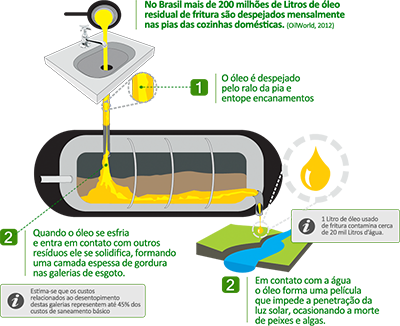 No Brasil mais de 200 milhões de Litros de óleo
residual de fritura são despejados mensalmente
nas pias das cozinhas domésticas. (OilWorld, 2012)
1
O óleo é despejado
pelo ralo da pia e
entope encanamentos
2
Quando o óleo se esfria
e entra em contato com outros
resíduos ele se solidifica, formando
uma camada espessa de gordura
nas galerias de esgoto.
i
Estima-se que os custos
relacionados ao desentopimento
destas galerias representem até 45% dos
custos de saneamento básico
i
1 Litro de óleo usado
de fritura contamina cerca
de 20 mil Litros d'água.
2
Em contato com a água
o óleo forma uma película
que impede a penetração da
luz solar, ocasionando a morte
de peixes e algas.